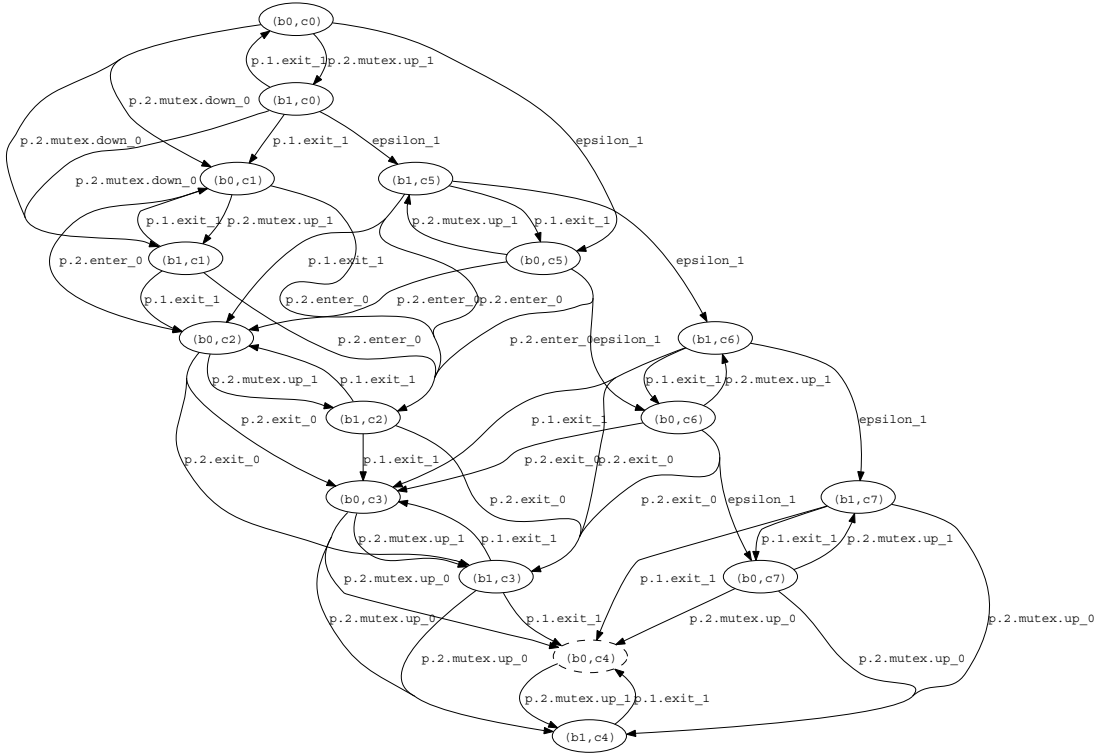 (b0,c0)
p.1.exit_1
p.2.mutex.up_1
(b1,c0)
p.2.mutex.down_0
p.2.mutex.down_0
p.1.exit_1
epsilon_1
epsilon_1
p.2.mutex.down_0
(b0,c1)
(b1,c5)
p.1.exit_1
p.2.mutex.up_1
p.2.mutex.up_1
p.1.exit_1
(b1,c1)
p.2.enter_0
p.1.exit_1
(b0,c5)
epsilon_1
p.1.exit_1
p.2.enter_0
p.2.enter_0
p.2.enter_0
(b0,c2)
p.2.enter_0
p.2.enter_0
epsilon_1
(b1,c6)
p.2.mutex.up_1
p.1.exit_1
p.1.exit_1
p.2.mutex.up_1
p.2.exit_0
(b1,c2)
p.1.exit_1
(b0,c6)
epsilon_1
p.2.exit_0
p.1.exit_1
p.2.exit_0
p.2.exit_0
(b0,c3)
p.2.exit_0
p.2.exit_0
epsilon_1
(b1,c7)
p.2.mutex.up_1
p.1.exit_1
p.1.exit_1
p.2.mutex.up_1
p.2.mutex.up_0
(b1,c3)
p.1.exit_1
(b0,c7)
p.2.mutex.up_0
p.1.exit_1
p.2.mutex.up_0
p.2.mutex.up_0
p.2.mutex.up_0
(b0,c4)
p.2.mutex.up_0
p.2.mutex.up_1
p.1.exit_1
(b1,c4)